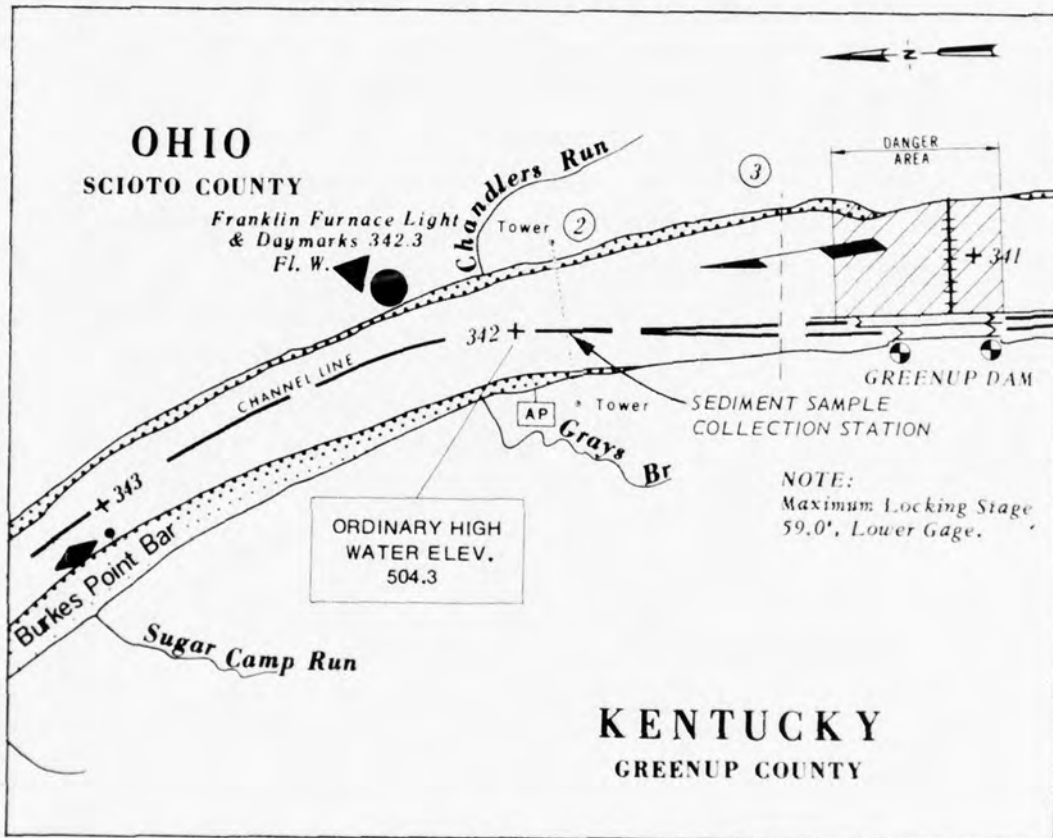 N
OHIO
SCIOTO COUNTY
Franklin Furnace Light
& Daymarks 342.3
Fl. W.
Chandlers Run
Tower
2
3
DANGER
AREA
+ 341
342 +
CHANNEL LINE
+ 343
GREENUP DAM
AP
Tower
SEDIMENT SAMPLE
COLLECTION STATION
Grays Br
NOTE:
Maximum Locking Stage
59.0', Lower Gage.
ORDINARY HIGH
WATER ELEV.
504.3
Burkes Point Bar
Sugar Camp Run
KENTUCKY
GREENUP COUNTY